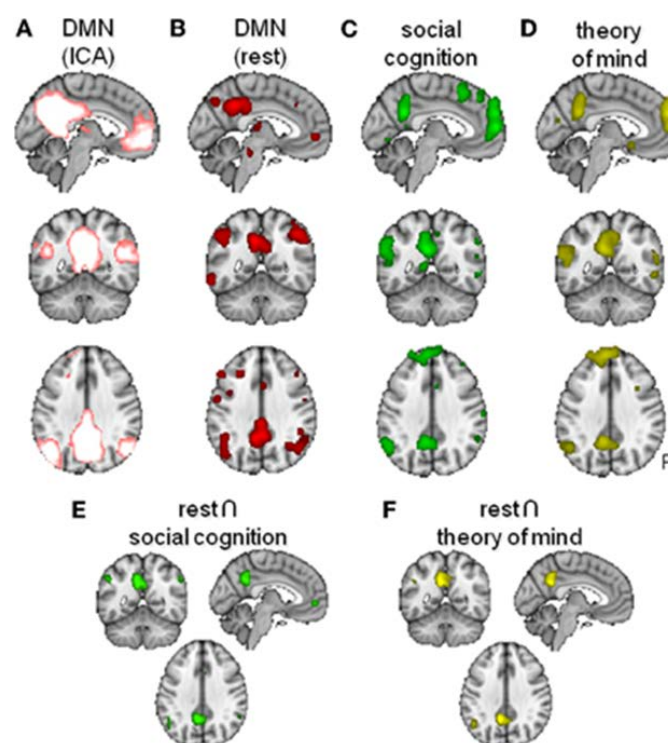 A DMN
(ICA)
B DMN
(rest)
C social
cognition
D theory
of mind
E rest ∩
social cognition
F rest ∩
theory of mind